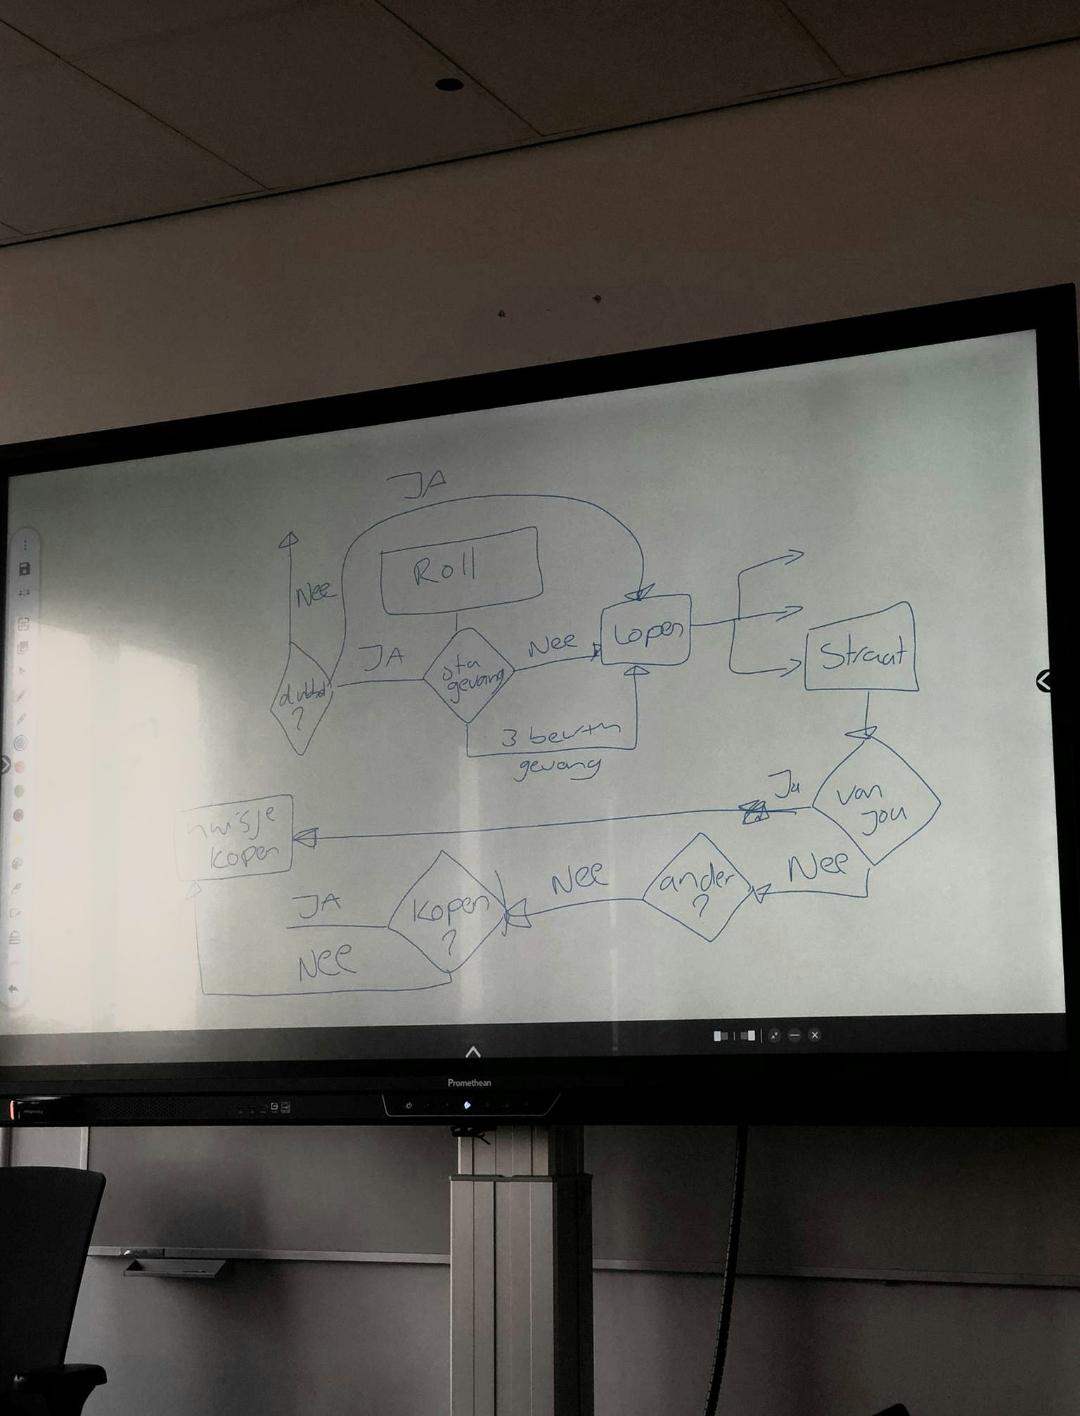 JA
Roll
Nee
Lopen
JA
Nee
sta
gevang
Straat
dubbel
?
3 beurtn
gevang
Ja
van
jou
huisje
kopen
Nee
ander
?
Nee
Kopen
?
JA
Nee
Promethean